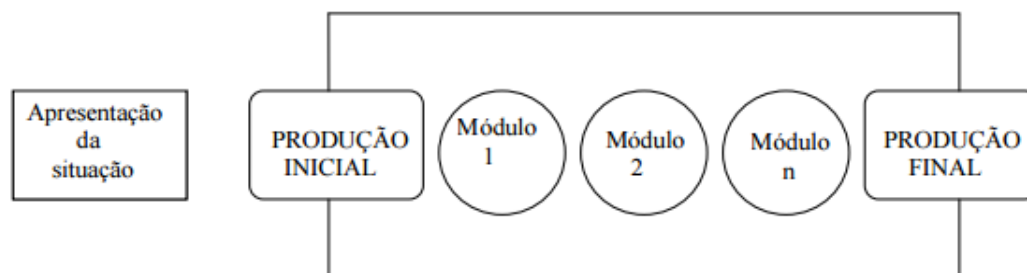 Apresentação
da
situação
PRODUÇÃO
INICIAL
Módulo
1
Módulo
2
Módulo
n
PRODUÇÃO
FINAL